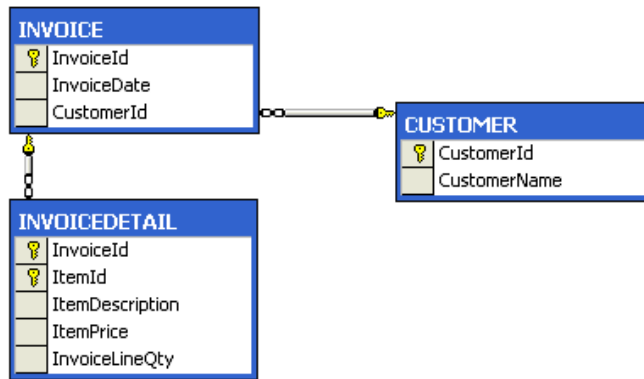 INVOICE
InvoiceId
InvoiceDate
CustomerId
CUSTOMER
CustomerId
CustomerName
INVOICEDETAIL
InvoiceId
ItemId
ItemDescription
ItemPrice
InvoiceLineQty